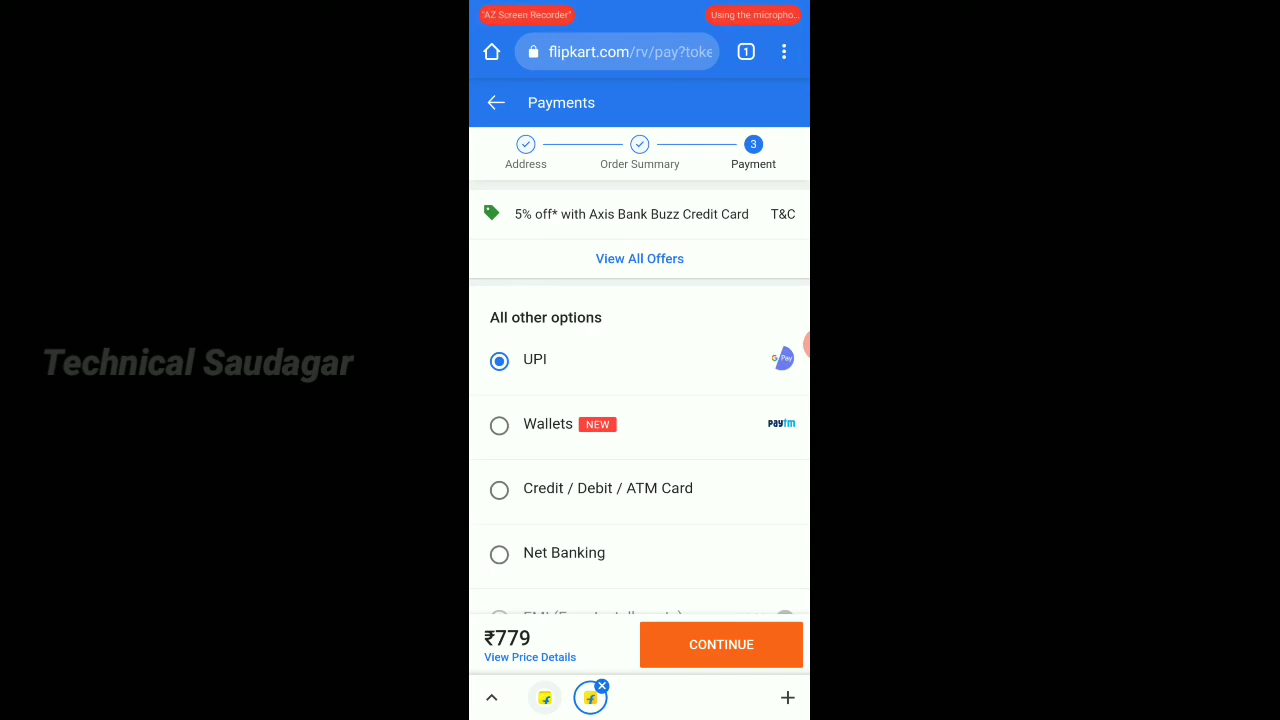 "AZ Screen Recorder"
Using the micropho...
flipkart.com/rv/pay?toke
1
Payments
3
Address
Order Summary
Payment
5% off* with Axis Bank Buzz Credit Card
T&C
View All Offers
All other options
UPI
G Pay
Wallets NEW
paytm
Technical Saudagar
Credit / Debit / ATM Card
Net Banking
₹779
View Price Details
CONTINUE